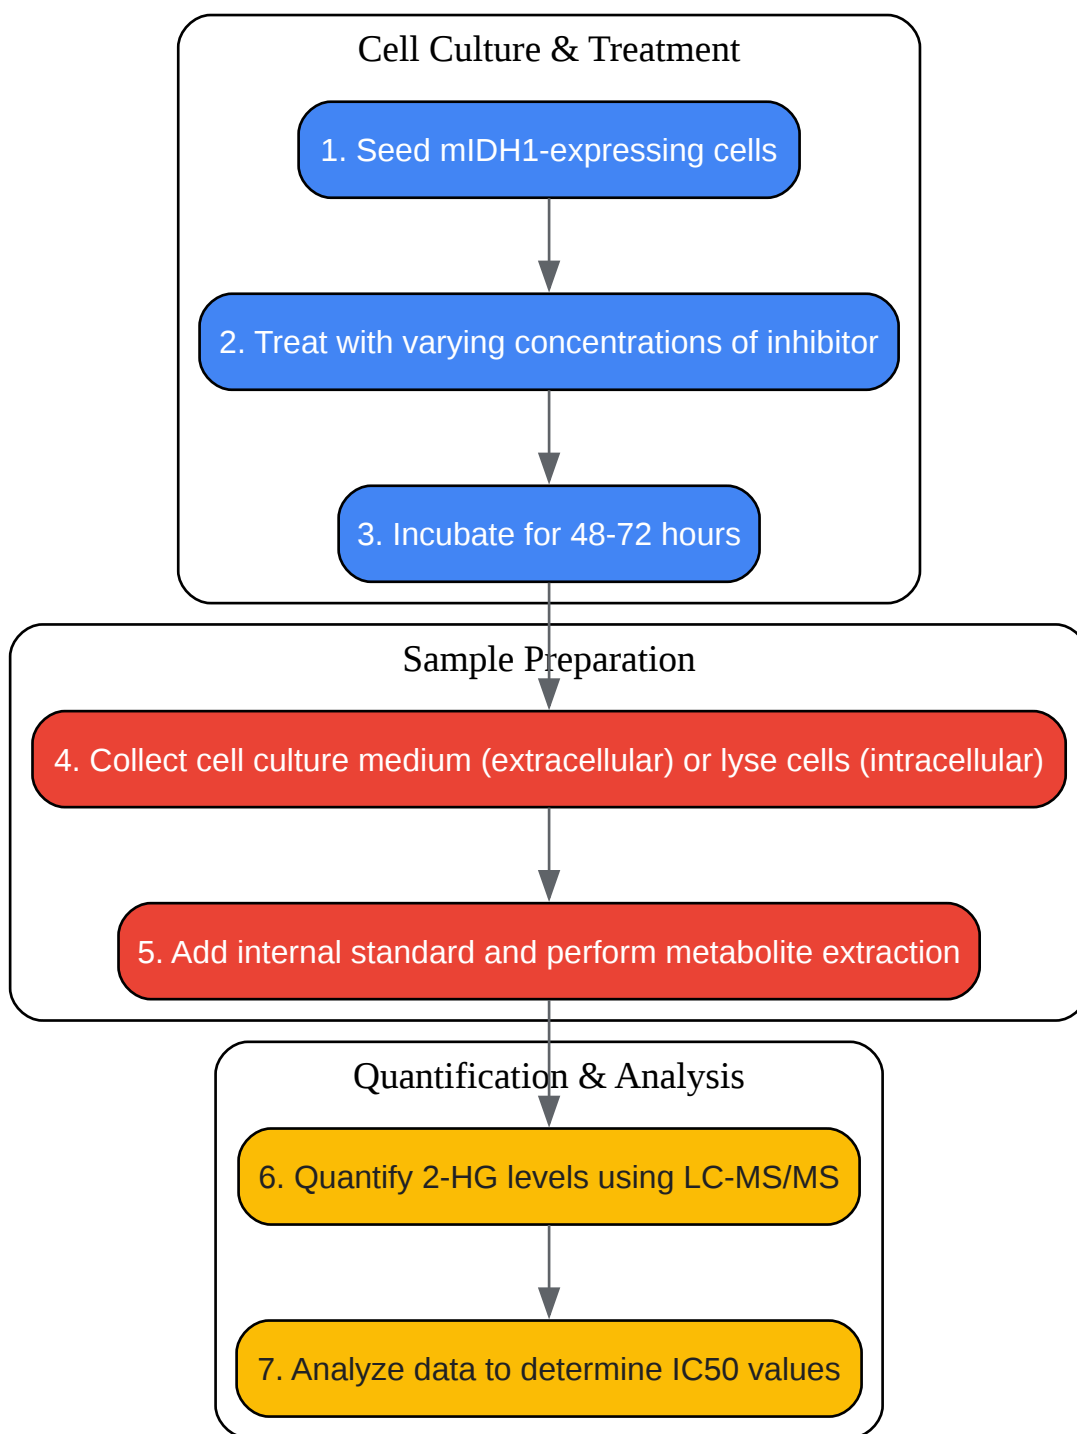 Cell Culture & Treatment
1. Seed mIDH1-expressing cells
2. Treat with varying concentrations of inhibitor
3. Incubate for 48-72 hours
Sample Preparation
4. Collect cell culture medium (extracellular) or lyse cells (intracellular)
5. Add internal standard and perform metabolite extraction
Quantification & Analysis
6. Quantify 2-HG levels using LC-MS/MS
7. Analyze data to determine IC50 values